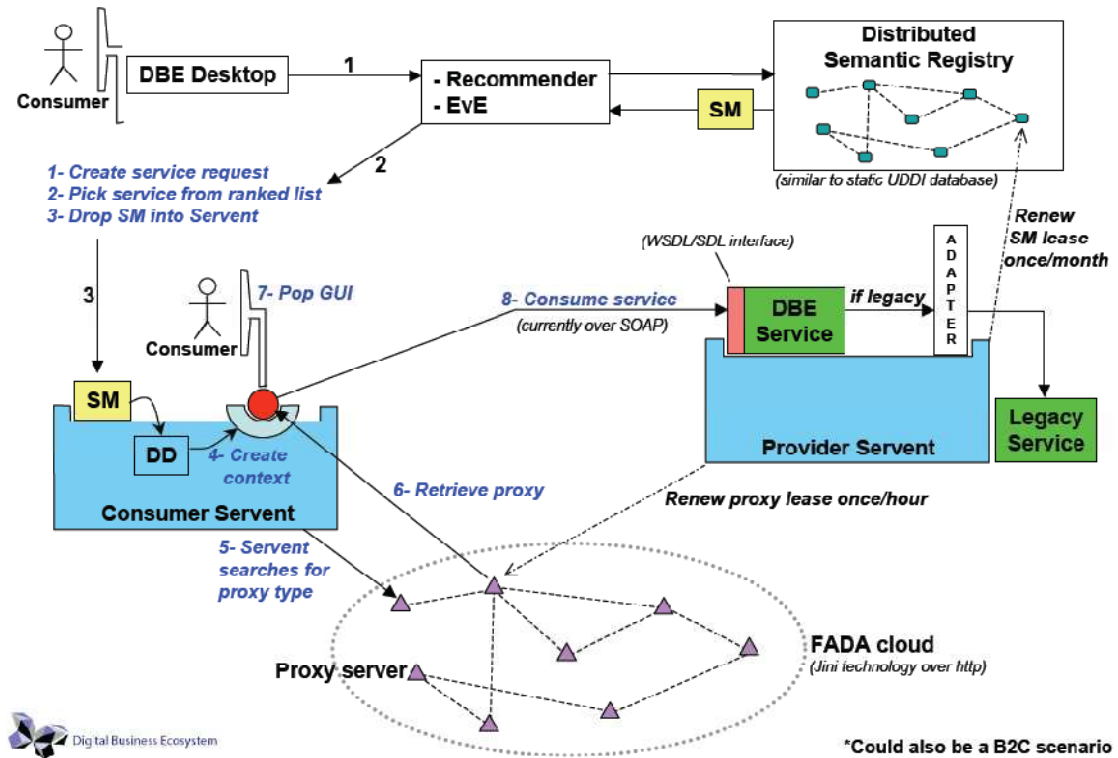 Consumer
DBE Desktop
1
- Recommender
- EvE
SM
Distributed
Semantic Registry
(similar to static UDDI database)
2
1- Create service request
2- Pick service from ranked list
3- Drop SM into Servent
3
Renew
SM lease
once/month
(WSDL/SDL interface)
7- Pop GUI
Consumer
8- Consume service
(currently over SOAP)
DBE
Service
if legacy
ADAPTER
Legacy
Service
Provider Servent
SM
DD
4- Create
context
Consumer Servent
6- Retrieve proxy
Renew proxy lease once/hour
5- Servent
searches for
proxy type
Proxy server
FADA cloud
(Jini technology over http)
Digital Business Ecosystem
*Could also be a B2C scenario